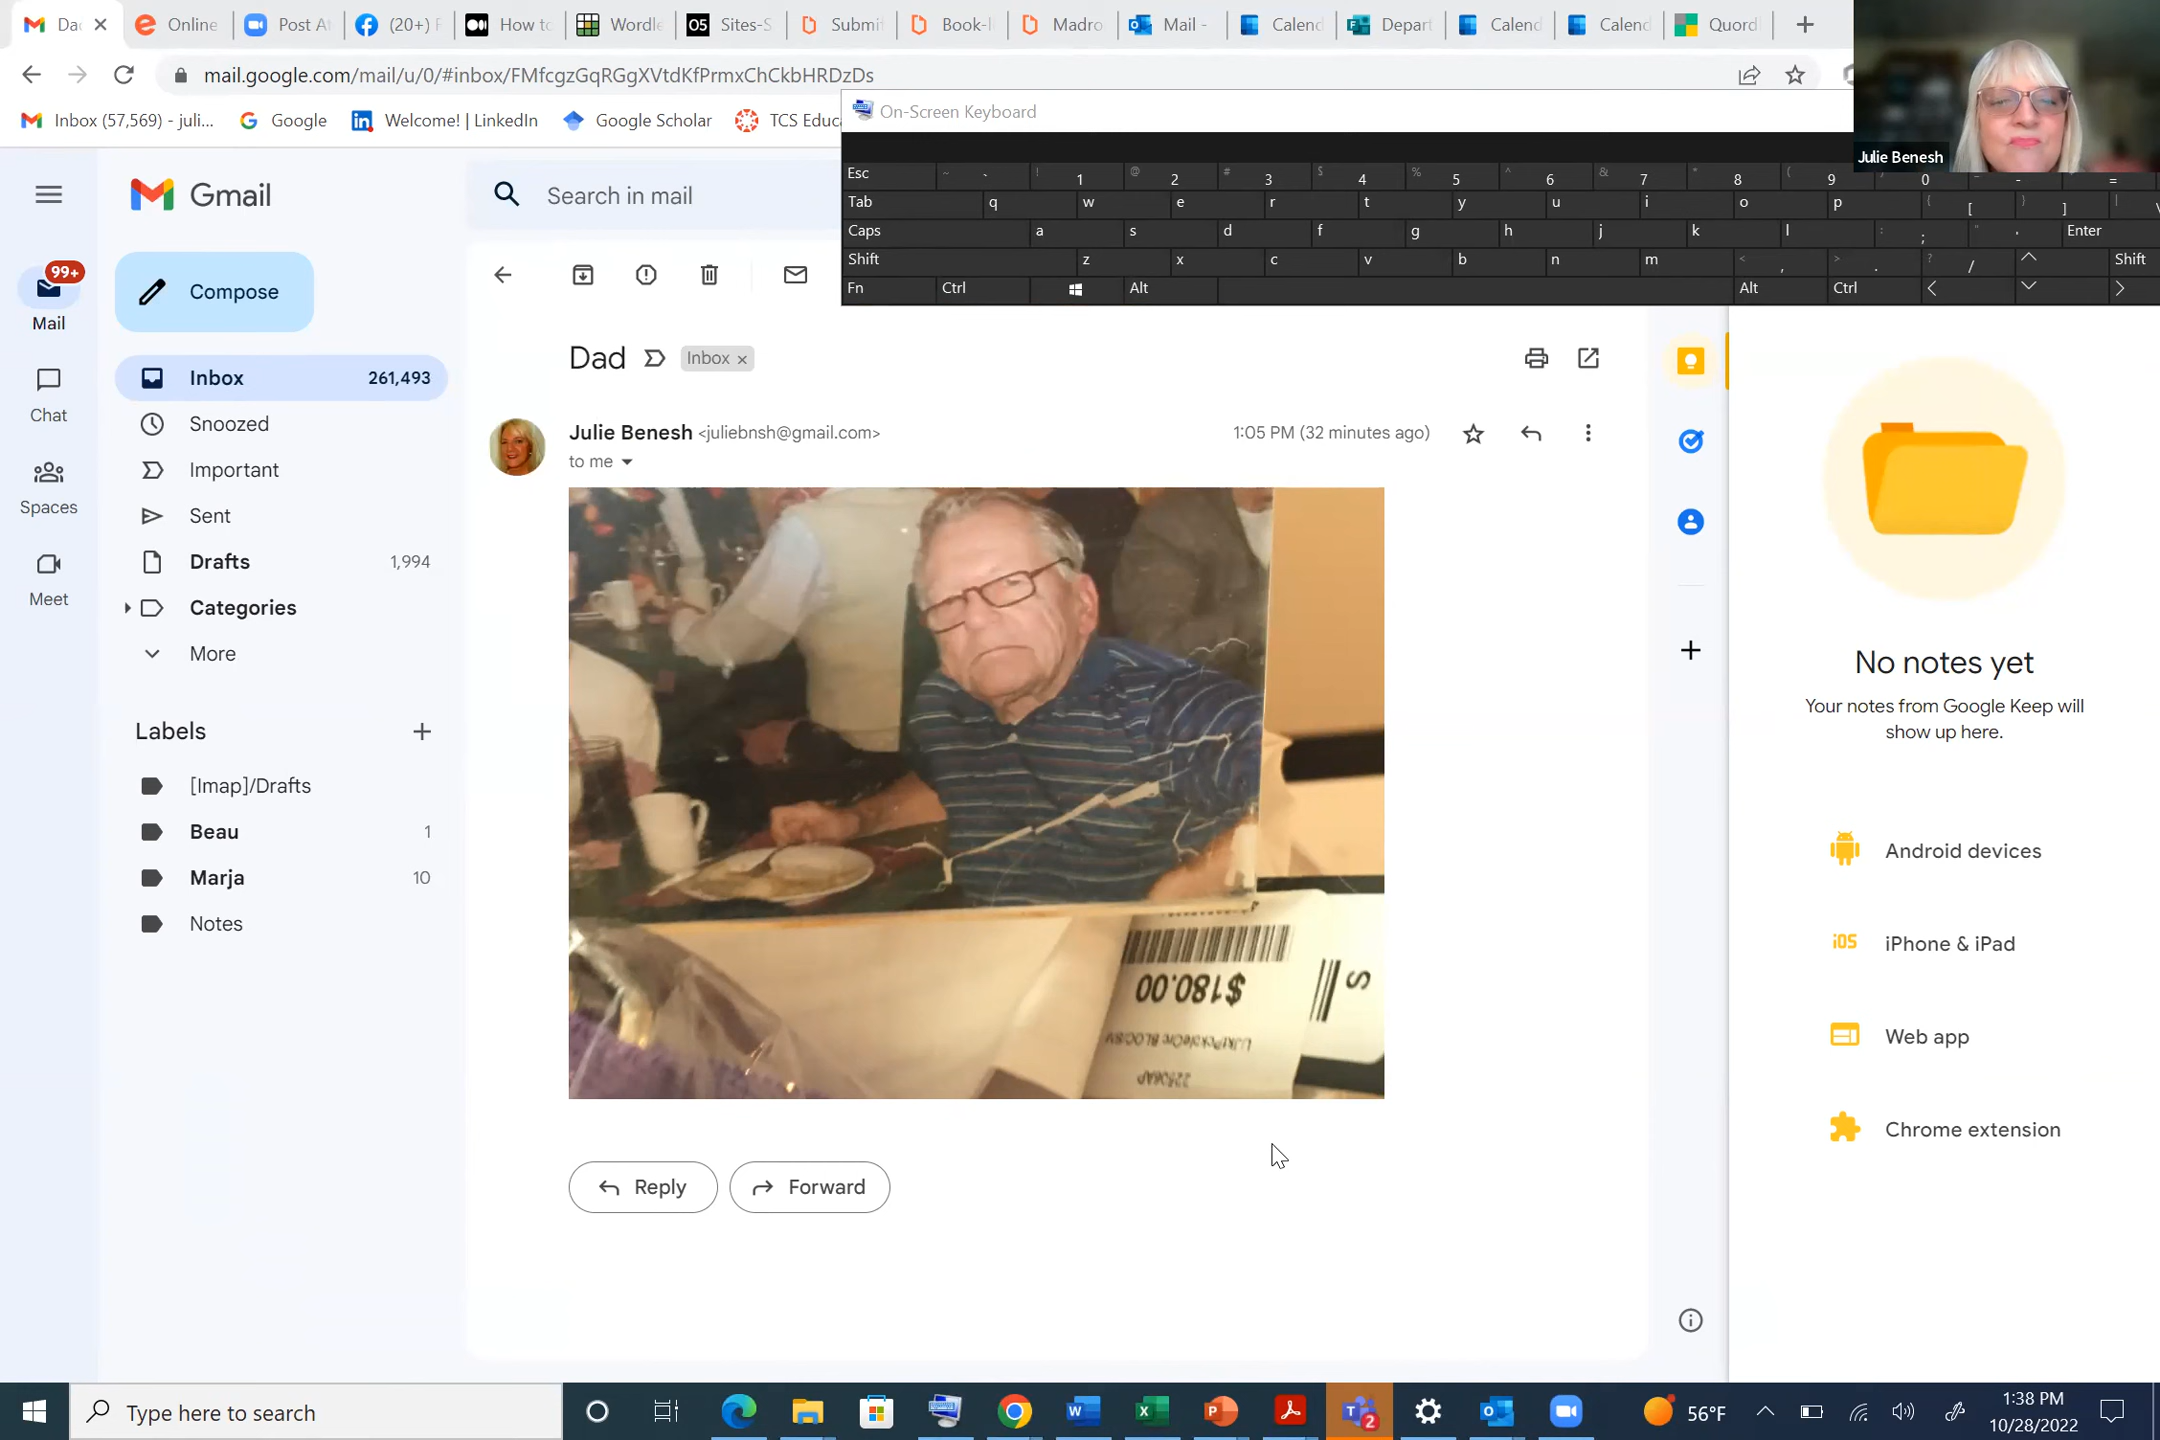 Dad
Online
Post At
(20+) F
How to
Wordle
05 Sites-S
Submit
Book-l
Madro
Mail -
Calend
Depart
Calend
Calend
Quord
mail.google.com/mail/u/0/#inbox/FMfcgzGqRGgXVtdKfPrmxChCkbHRDzDs
Inbox (57,569) - juli...
Google
Welcome! | LinkedIn
Google Scholar
TCS Educa
On-Screen Keyboard
Julie Benesh
Esc ~ ` ! 1 @ 2 # 3 $ 4 % 5 ^ 6 & 7 * 8 ( 9 0 - =
Tab q w e r t y u i o p { [ } ] |
Caps a s d f g h j k l : ; " ' Enter
Shift z x c v b n m < , > . ? / Shift
Fn Ctrl Alt Alt Ctrl
Gmail
Search in mail
99+
Mail
Chat
Spaces
Meet
Compose
Inbox 261,493
Snoozed
Important
Sent
Drafts 1,994
Categories
More
Labels
[Imap]/Drafts
Beau 1
Marja 10
Notes
Dad
Inbox x
Julie Benesh <juliebnsh@gmail.com>
1:05 PM (32 minutes ago)
to me
$180.00
S
Reply
Forward
No notes yet
Your notes from Google Keep will
show up here.
Android devices
iOS
iPhone & iPad
Web app
Chrome extension
Type here to search
2
56°F
1:38 PM
10/28/2022